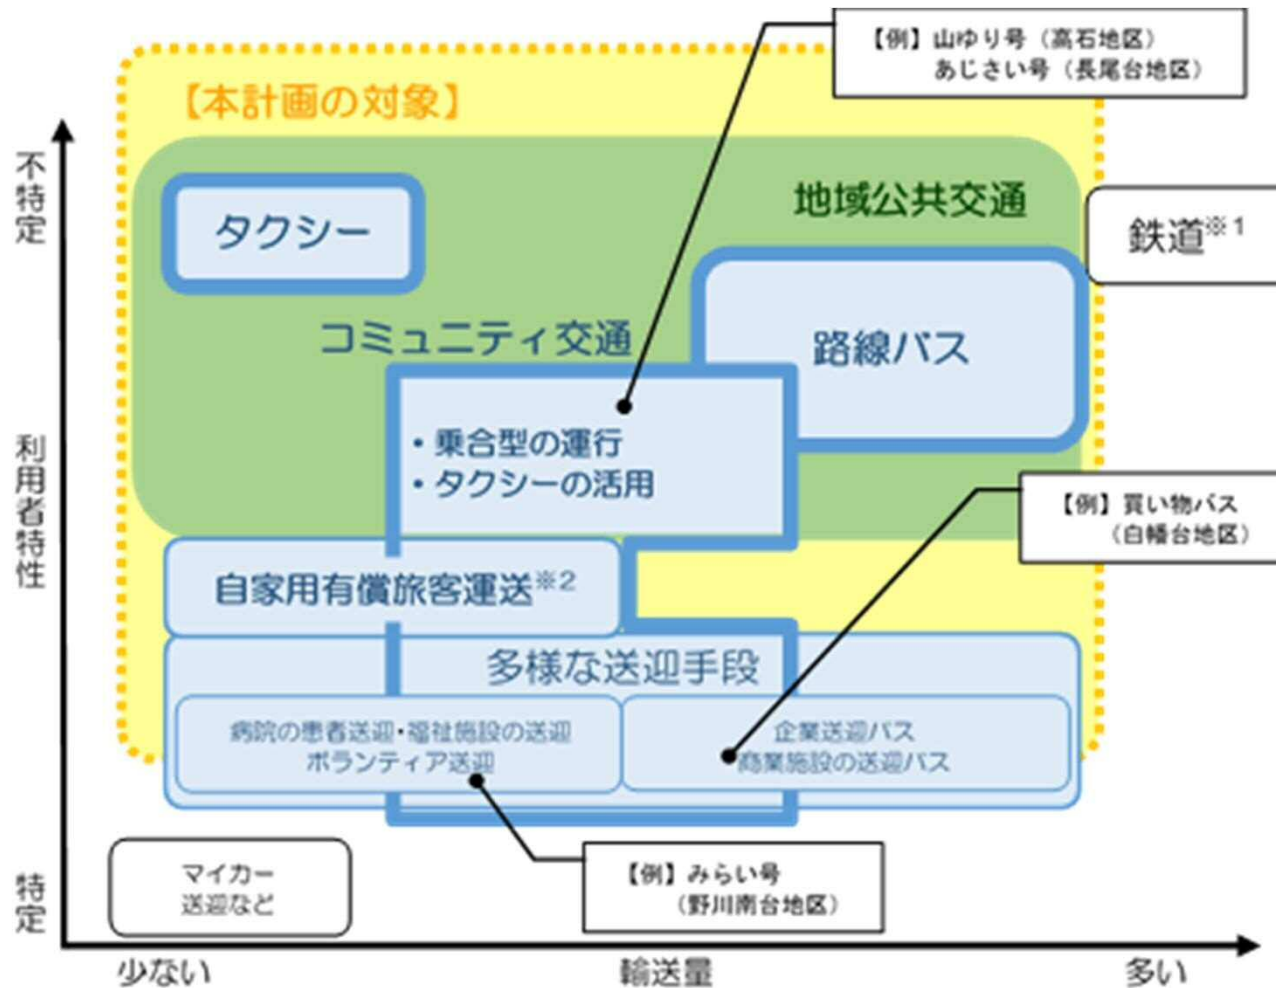 【例】山ゆり号（高石地区）
あじさい号（長尾台地区）
【本計画の対象】
不特定
地域公共交通
タクシー
鉄道※1
コミュニティ交通
路線バス
・乗合型の運行
・タクシーの活用
利用者特性
【例】買い物バス
（白幡台地区）
自家用有償旅客運送※2
多様な送迎手段
病院の患者送迎・福祉施設の送迎
ボランティア送迎
企業送迎バス
商業施設の送迎バス
特定
マイカー
送迎など
【例】みらい号
（野川南台地区）
少ない
輸送量
多い